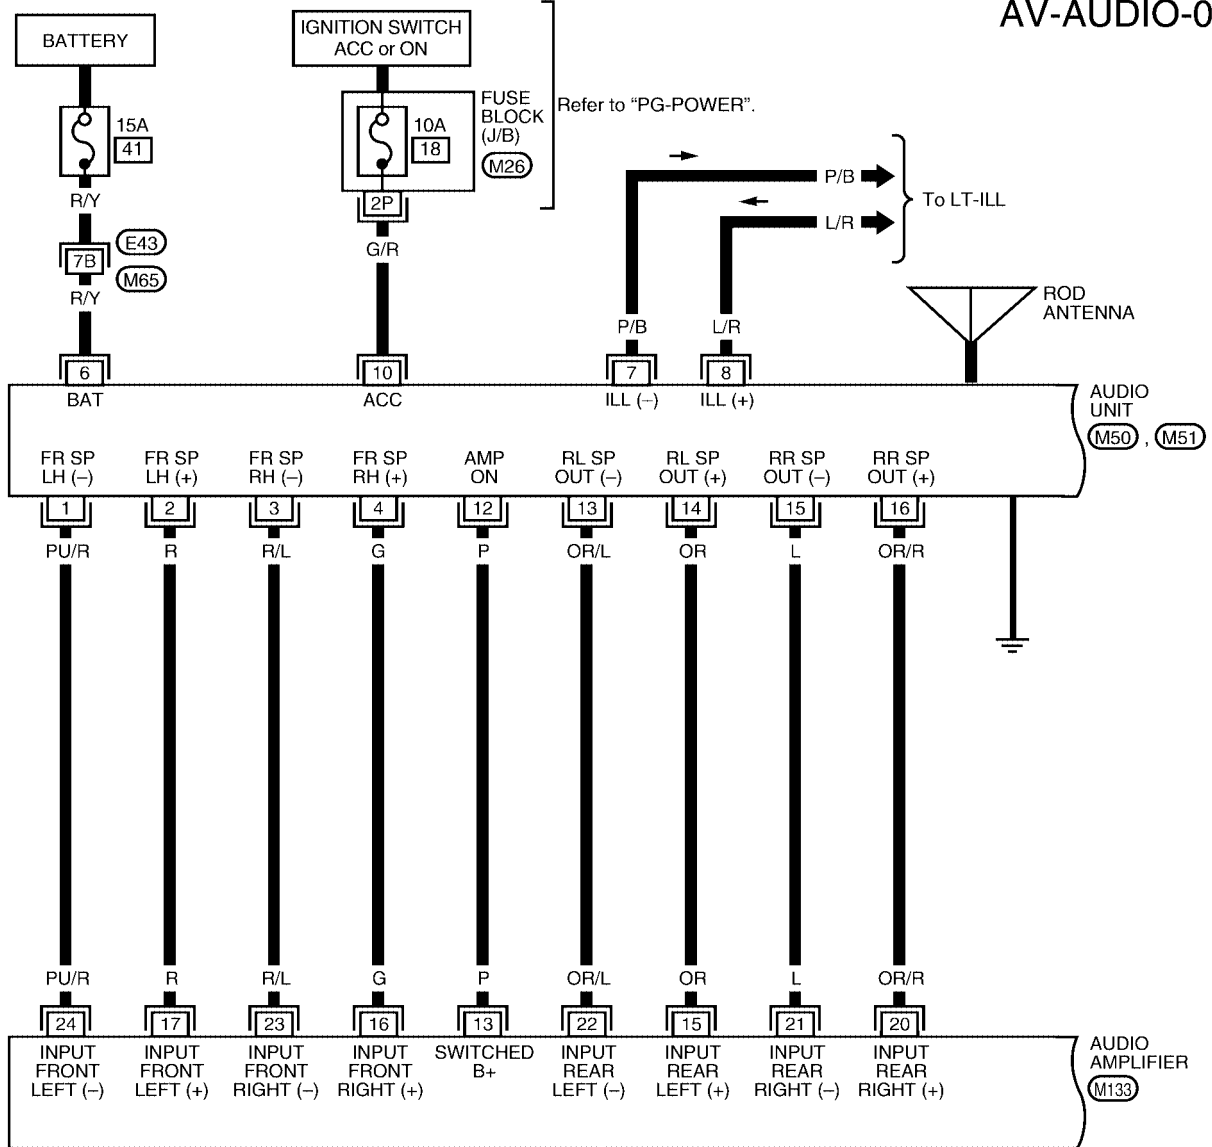 AV-AUDIO-0
BATTERY
IGNITION SWITCH
ACC or ON
FUSE
BLOCK
(J/B)
M26
Refer to “PG-POWER”.
15A
41
10A
18
R/Y
2P
G/R
7B
E43
M65
R/Y
P/B
L/R
To LT-ILL
P/B
L/R
ROD
ANTENNA
6
10
7
8
BAT
ACC
ILL (–)
ILL (+)
AUDIO
UNIT
M50 , M51
FR SP
LH (–)
FR SP
LH (+)
FR SP
RH (–)
FR SP
RH (+)
AMP
ON
RL SP
OUT (–)
RL SP
OUT (+)
RR SP
OUT (–)
RR SP
OUT (+)
1
2
3
4
12
13
14
15
16
PU/R
R
R/L
G
P
OR/L
OR
L
OR/R
PU/R
R
R/L
G
P
OR/L
OR
L
OR/R
24
17
23
16
13
22
15
21
20
INPUT
FRONT
LEFT (–)
INPUT
FRONT
LEFT (+)
INPUT
FRONT
RIGHT (–)
INPUT
FRONT
RIGHT (+)
SWITCHED
B+
INPUT
REAR
LEFT (–)
INPUT
REAR
LEFT (+)
INPUT
REAR
RIGHT (–)
INPUT
REAR
RIGHT (+)
AUDIO
AMPLIFIER
M133